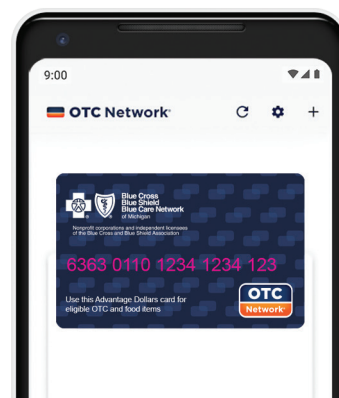 9:00
OTC Network
Blue Cross
Blue Shield
Blue Care Network
of Michigan
Nonprofit corporations and independent licensees
of the Blue Cross and Blue Shield Association
6363 0110 1234 1234 123
Use this Advantage Dollars card for
eligible OTC and food items
OTC
Network